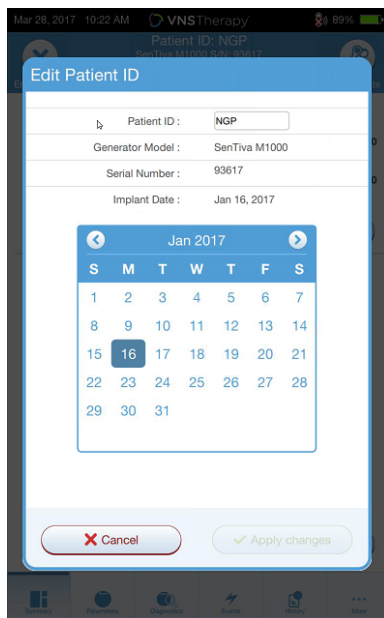 Mar 28, 2017 10:22 AM VNSTherapy 89%
Patient ID: NGP
SenTiva M1000 S/N: 93617
Edit Patient ID
Patient ID : NGP
Generator Model : SenTiva M1000
Serial Number : 93617
Implant Date : Jan 16, 2017
Jan 2017
S M T W T F S
1 2 3 4 5 6 7
8 9 10 11 12 13 14
15 16 17 18 19 20 21
22 23 24 25 26 27 28
29 30 31
Cancel Apply changes
Summary Parameters Diagnostics Events History More